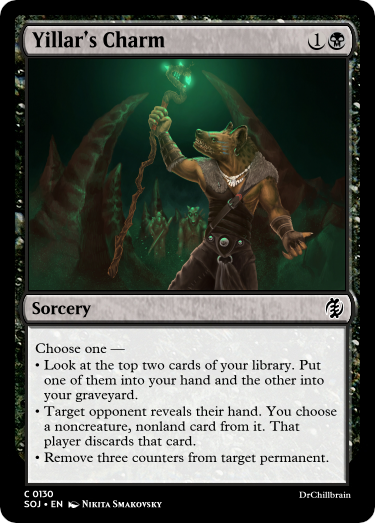 Yillar's Charm 1
Sorcery
Choose one —
• Look at the top two cards of your library. Put
one of them into your hand and the other into
your graveyard.
• Target opponent reveals their hand. You choose
a noncreature, nonland card from it. That
player discards that card.
• Remove three counters from target permanent.
C 0130
SOJ • EN Nikita Smakovsky
DrChillbrain